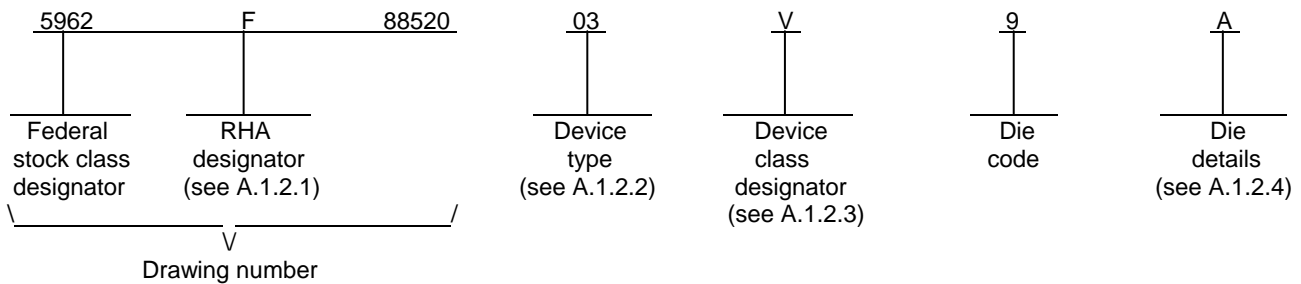 5962 F 88520 03 V 9 A
Federal RHA Device Device Die Die
stock class designator type class code details
designator (see A.1.2.1) (see A.1.2.2) designator (see A.1.2.4)
(see A.1.2.3)
\ /
\/
Drawing number